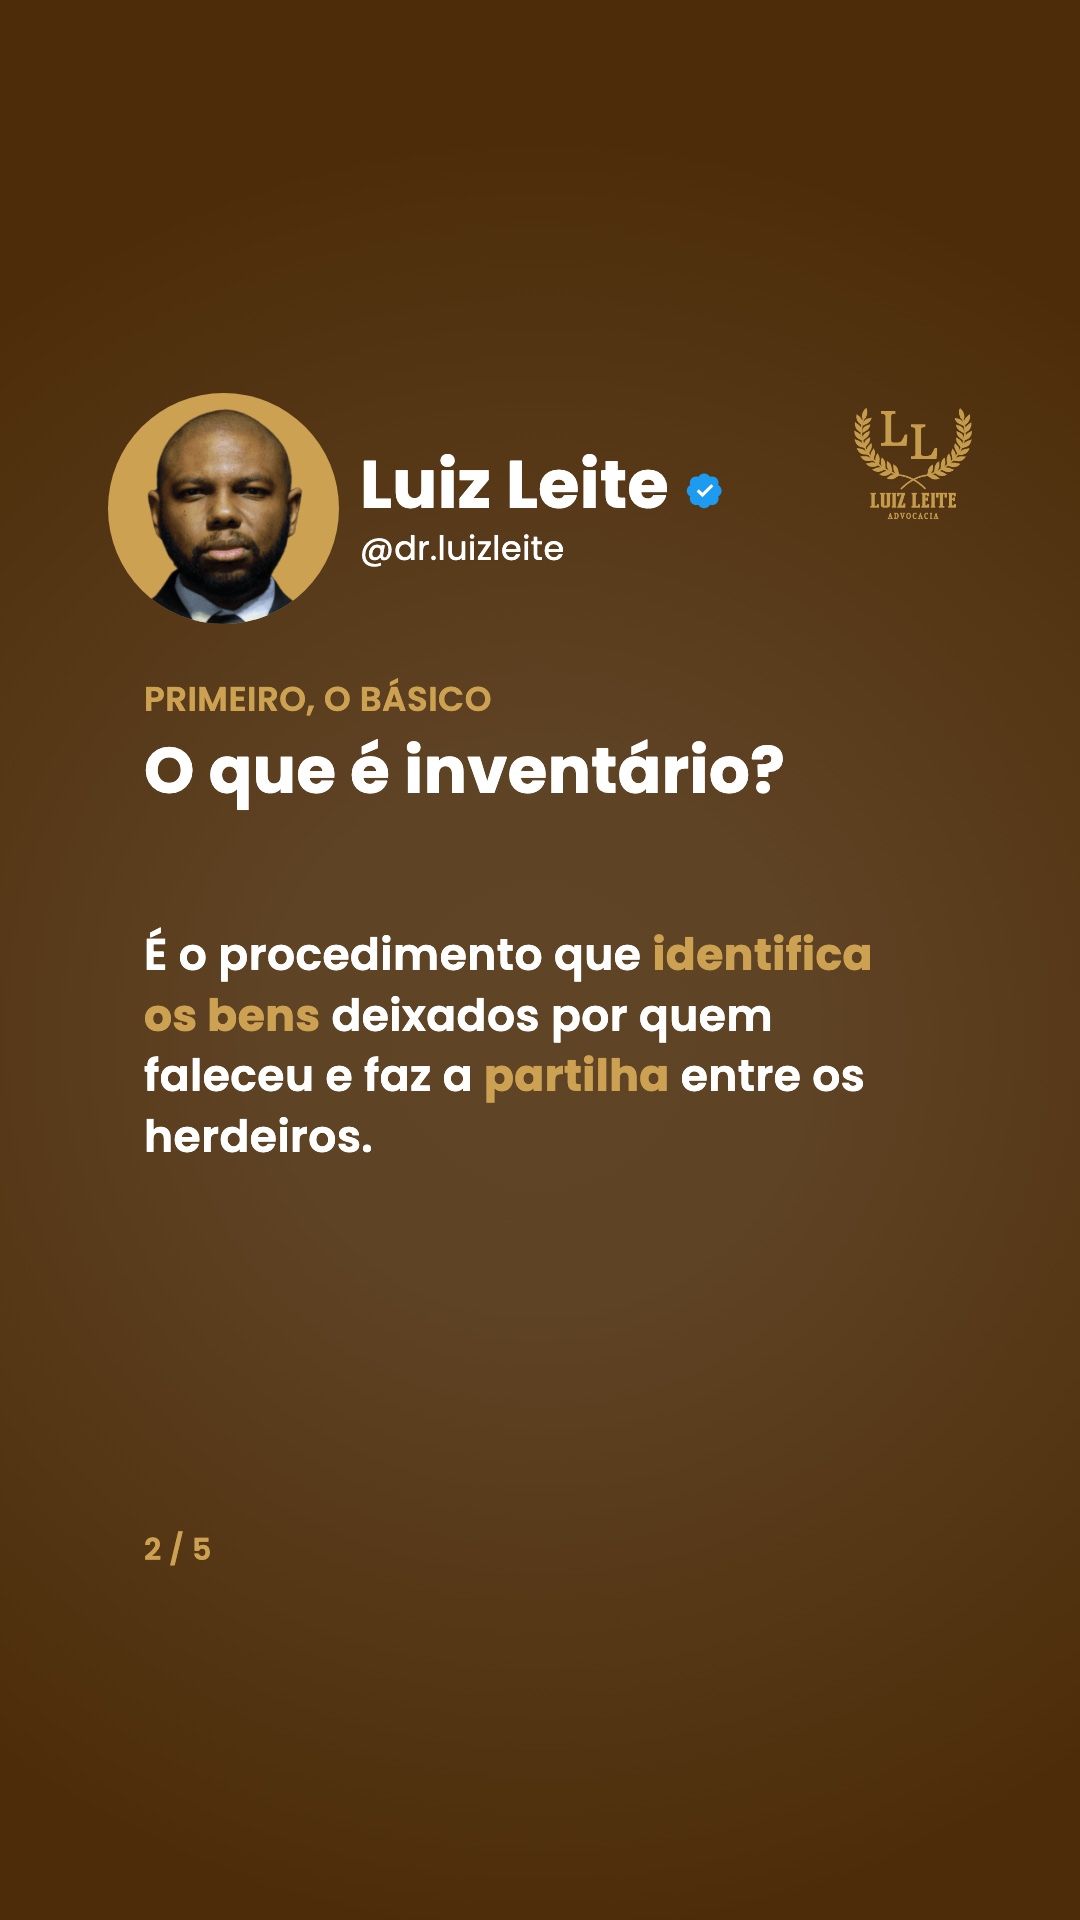 Luiz Leite
@dr.luizleite
LL
LUIZ LEITE
ADVOCACIA
PRIMEIRO, O BÁSICO
O que é inventário?
É o procedimento que identifica
os bens deixados por quem
faleceu e faz a partilha entre os
herdeiros.
2 / 5